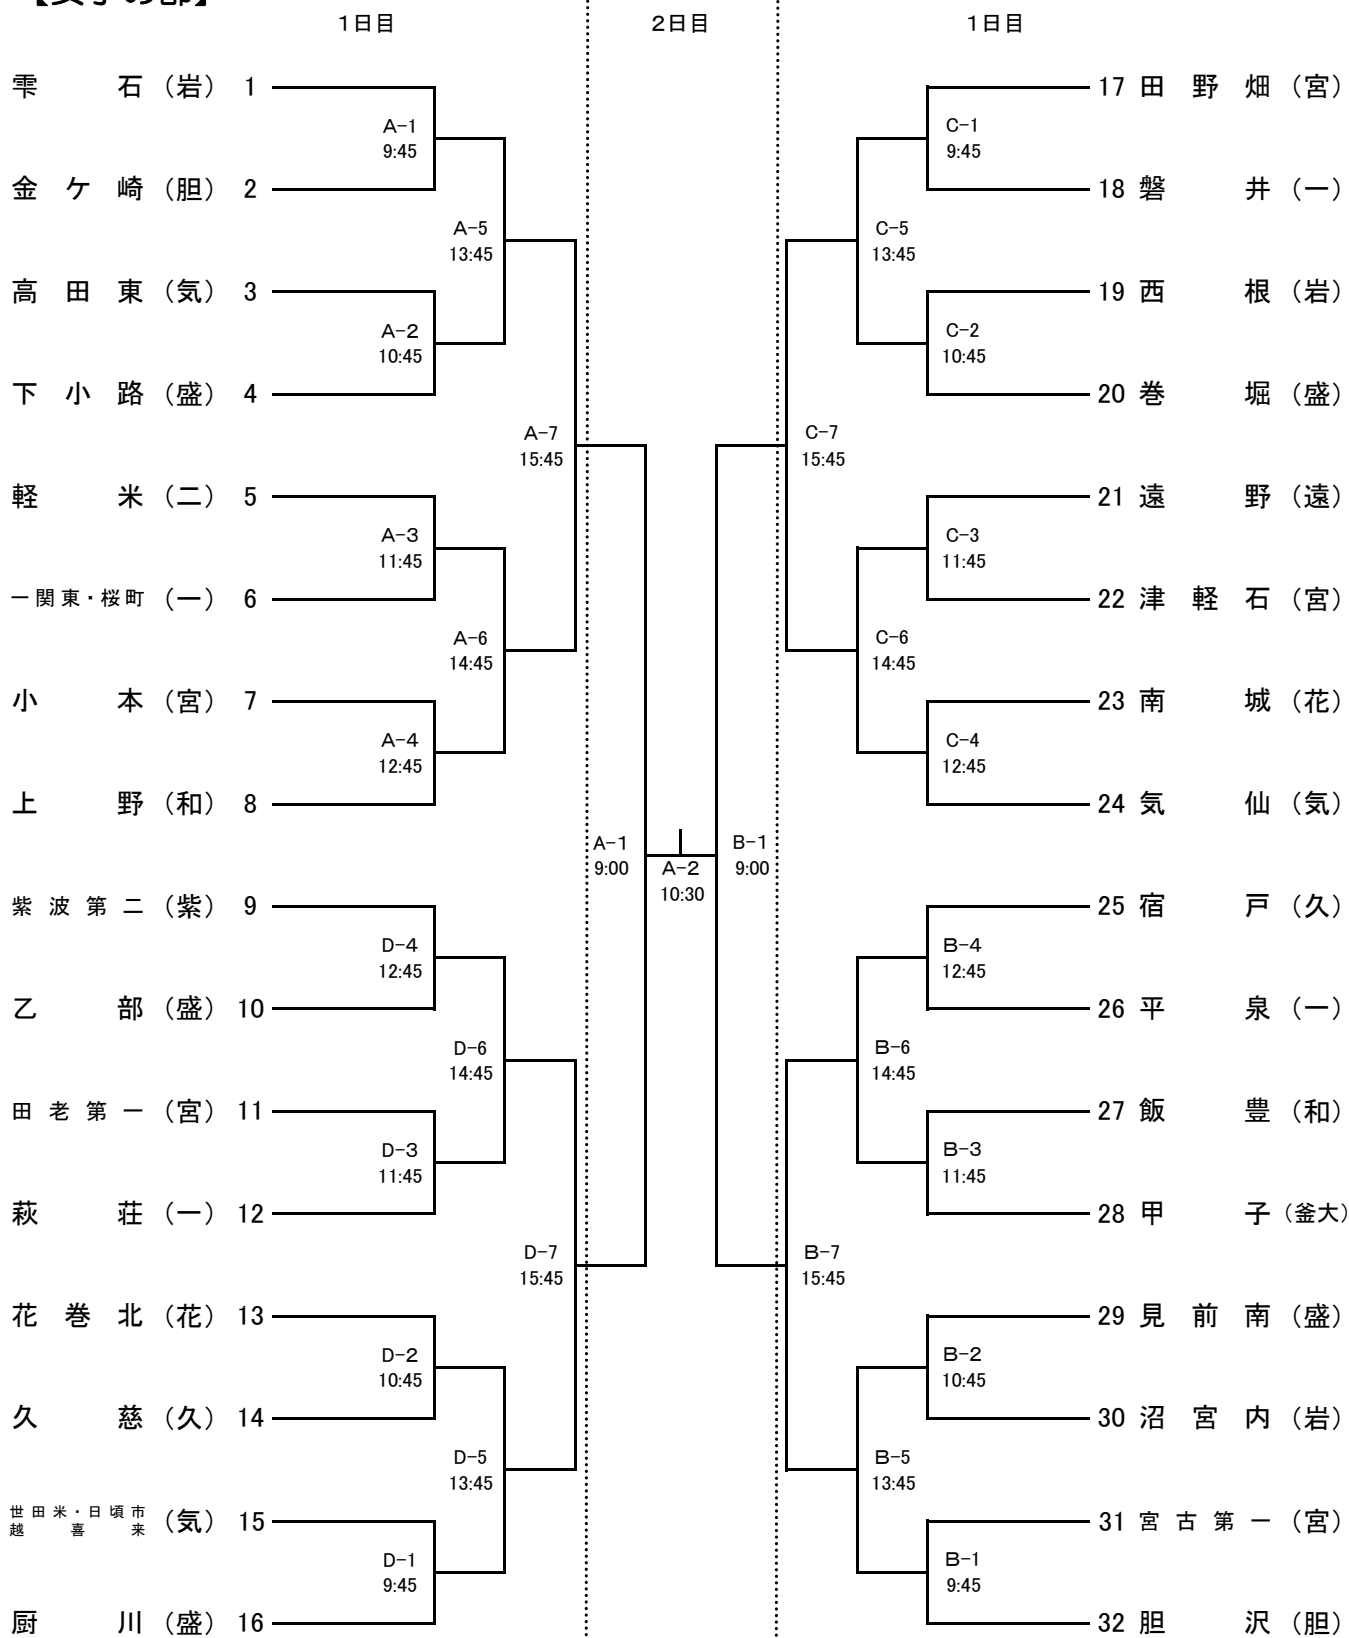 １日目 ２日目 １日目
雫石（岩） 1
A-1
9:45
金ケ崎（胆） 2
A-5
13:45
高田東（気） 3
A-2
10:45
下小路（盛） 4
A-7
15:45
軽米（二） 5
A-3
11:45
一関東・桜町（一） 6
A-6
14:45
小本（宮） 7
A-4
12:45
上野（和） 8
紫波第二（紫） 9
D-4
12:45
乙部（盛） 10
D-6
14:45
田老第一（宮） 11
D-3
11:45
萩荘（一） 12
D-7
15:45
花巻北（花） 13
D-2
10:45
久慈（久） 14
D-5
13:45
世田米・日頃市
越喜来（気） 15
D-1
9:45
厨川（盛） 16
A-1
9:00
A-2
10:30
B-1
9:00
17 田野畑（宮）
C-1
9:45
18 磐井（一）
C-5
13:45
19 西根（岩）
C-2
10:45
20 巻堀（盛）
C-7
15:45
21 遠野（遠）
C-3
11:45
22 津軽石（宮）
C-6
14:45
23 南城（花）
C-4
12:45
24 気仙（気）
25 宿戸（久）
B-4
12:45
26 平泉（一）
B-6
14:45
27 飯豊（和）
B-3
11:45
28 甲子（釜大）
B-7
15:45
29 見前南（盛）
B-2
10:45
30 沼宮内（岩）
B-5
13:45
31 宮古第一（宮）
B-1
9:45
32 胆沢（胆）